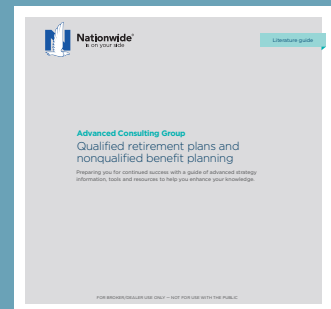 Nationwide®
is on your side
Literature guide
Advanced Consulting Group
Qualified retirement plans and
nonqualified benefit planning
Preparing you for continued success with a guide of advanced strategy
information, tools and resources to help you enhance your knowledge.
FOR BROKER/DEALER USE ONLY — NOT FOR USE WITH THE PUBLIC